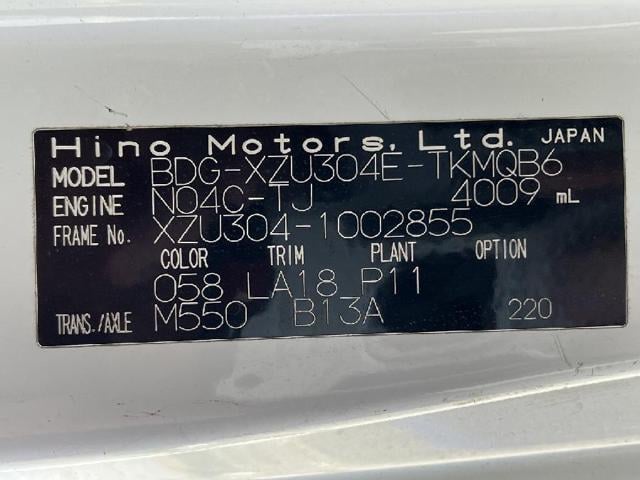 Hino Motors, Ltd. JAPAN
MODEL BDG-XZU304E-TKMQB6
ENGINE N04C-TJ 4009 mL
FRAME No. XZU304-1002855
COLOR TRIM PLANT OPTION
058 LA18 P11
TRANS./AXLE M550 B13A 220